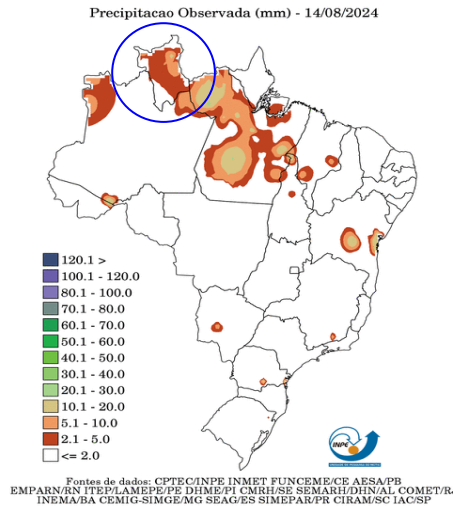 Precipitacao Observada (mm) - 14/08/2024
120.1 >
100.1 - 120.0
80.1 - 100.0
70.1 - 80.0
60.1 - 70.0
50.1 - 60.0
40.1 - 50.0
30.1 - 40.0
20.1 - 30.0
10.1 - 20.0
5.1 - 10.0
2.1 - 5.0
<= 2.0
INPE
Fontes de dados: CPTEC/INPE INMET FUNCEME/CE AESA/PB
EMPARN/RN ITEP/LAMEPE/PE DHME/PI CMRH/SE SEMARH/DHN/AL COMET/R
INEMA/BA CEMIG-SIMGE/MG SEAG/ES SIMEPAR/PR CIRAM/SC IAC/SP